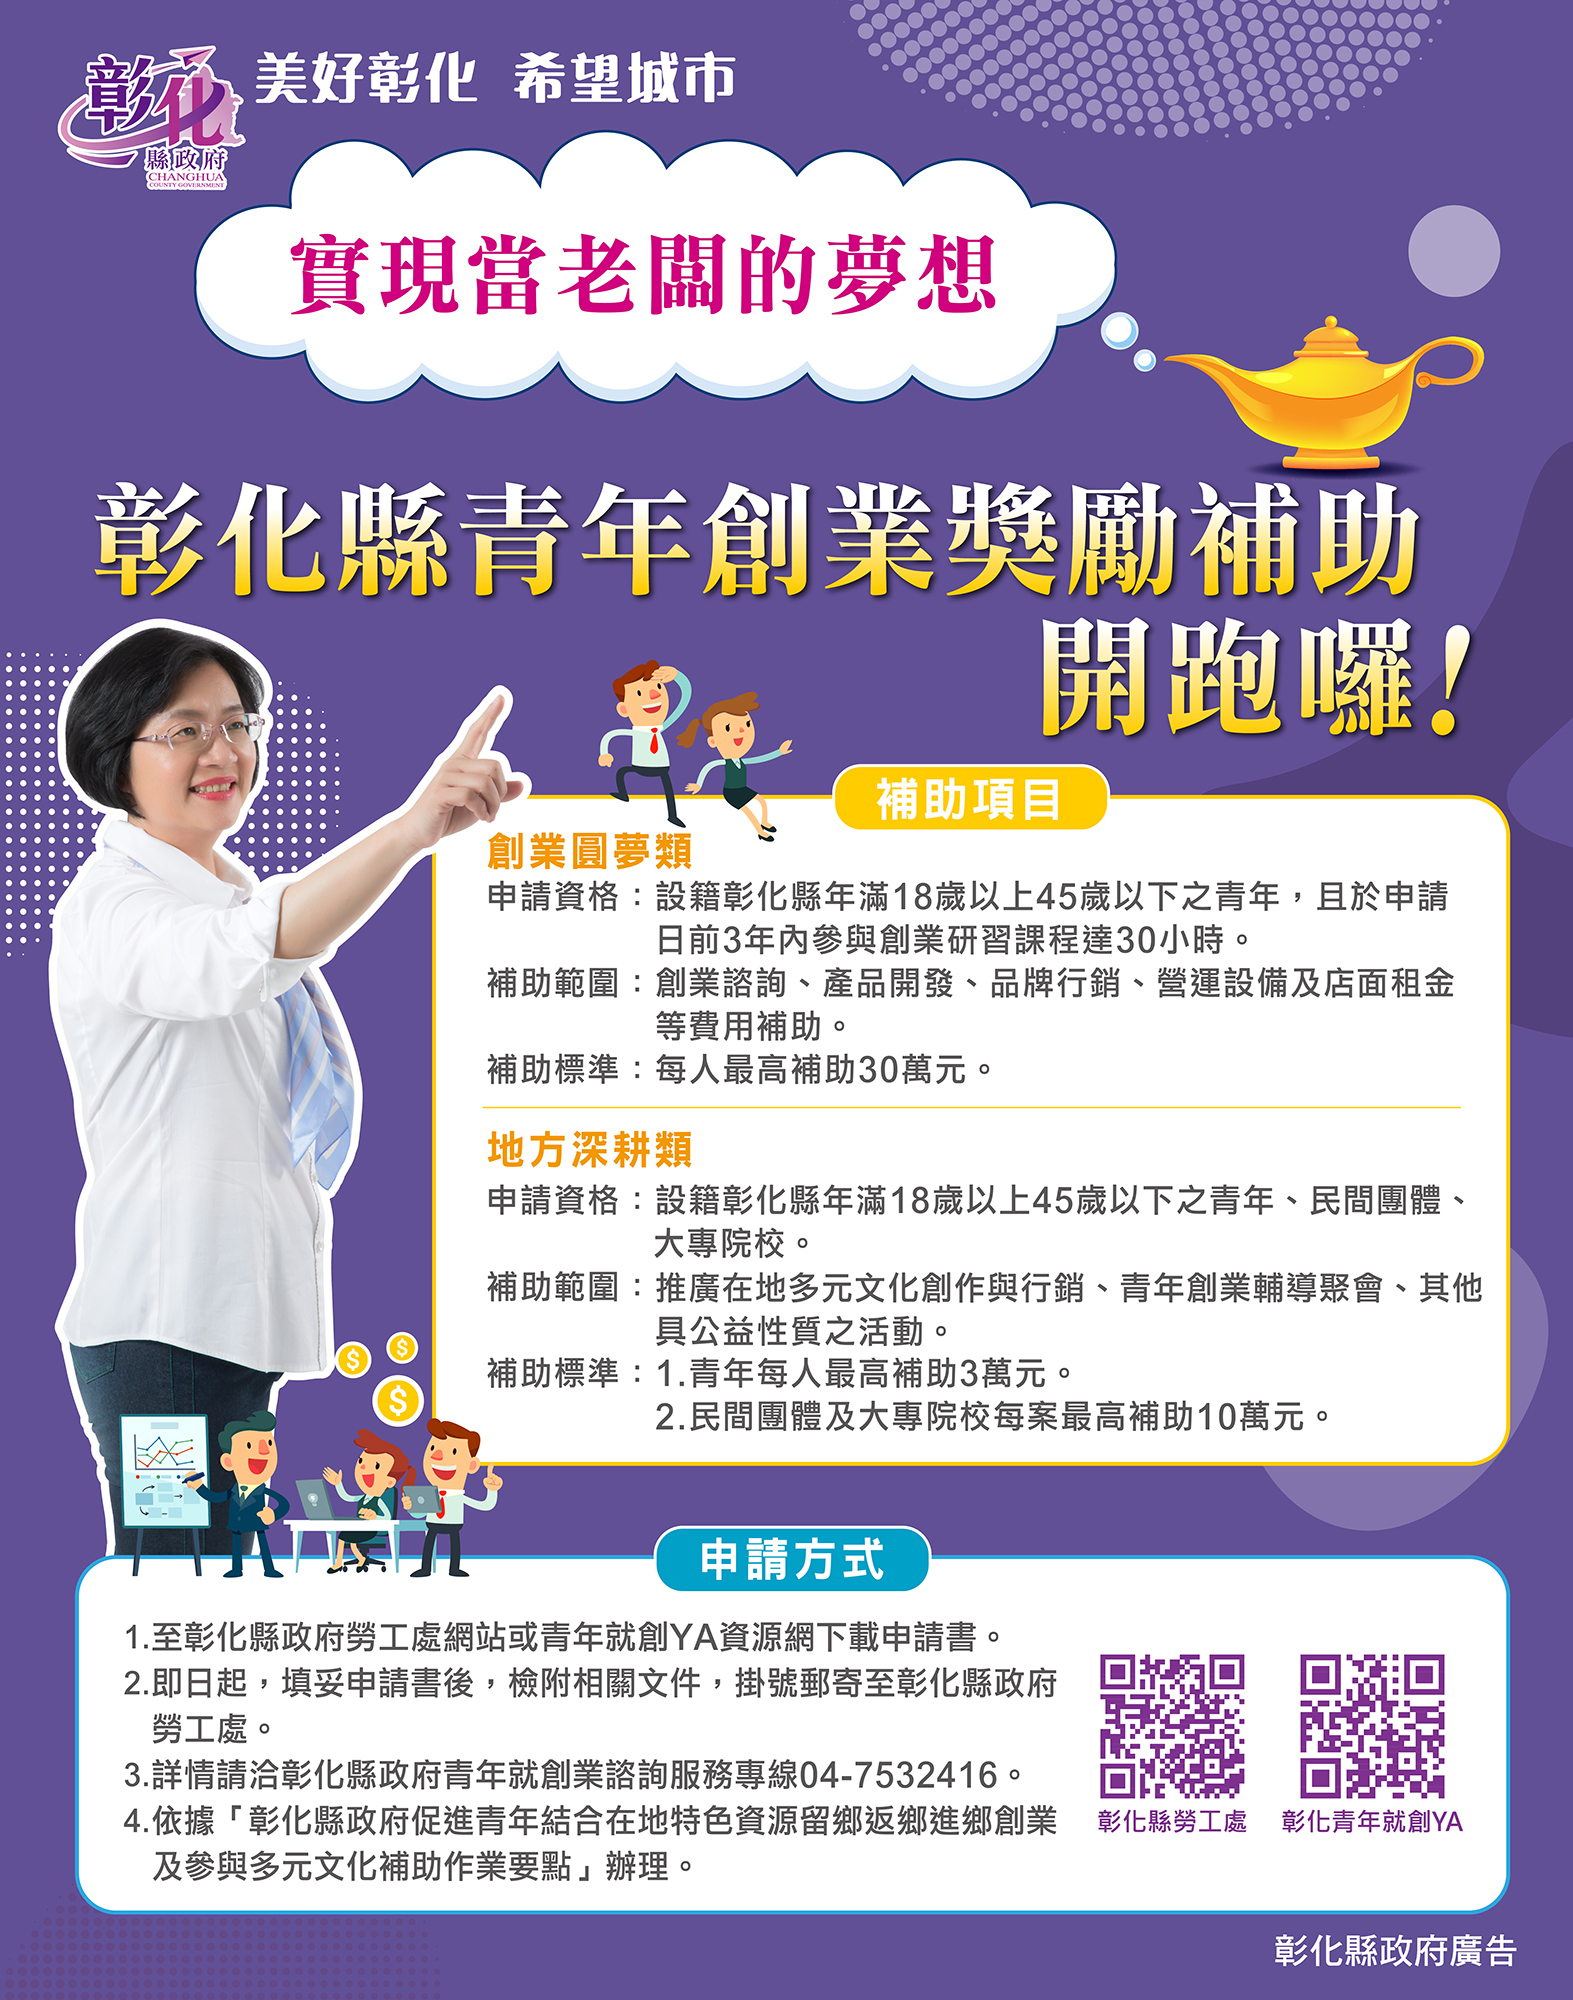 彰化
縣政府
CHANGHUA
COUNTY GOVERNMENT
美好彰化 希望城市
實現當老闆的夢想
彰化縣青年創業獎勵補助
開跑囉!
補助項目
創業圓夢類
申請資格：設籍彰化縣年滿18歲以上45歲以下之青年，且於申請
日前3年內參與創業研習課程達30小時。
補助範圍：創業諮詢、產品開發、品牌行銷、營運設備及店面租金
等費用補助。
補助標準：每人最高補助30萬元。
地方深耕類
申請資格：設籍彰化縣年滿18歲以上45歲以下之青年、民間團體、
大專院校。
補助範圍：推廣在地多元文化創作與行銷、青年創業輔導聚會、其他
具公益性質之活動。
補助標準：1.青年每人最高補助3萬元。
2.民間團體及大專院校每案最高補助10萬元。
申請方式
1.至彰化縣政府勞工處網站或青年就創YA資源網下載申請書。
2.即日起，填妥申請書後，檢附相關文件，掛號郵寄至彰化縣政府
勞工處。
3.詳情請洽彰化縣政府青年就創業諮詢服務專線04-7532416。
4.依據「彰化縣政府促進青年結合在地特色資源留鄉返鄉進鄉創業
及參與多元文化補助作業要點」辦理。
彰化縣勞工處
彰化青年就創YA
彰化縣政府廣告